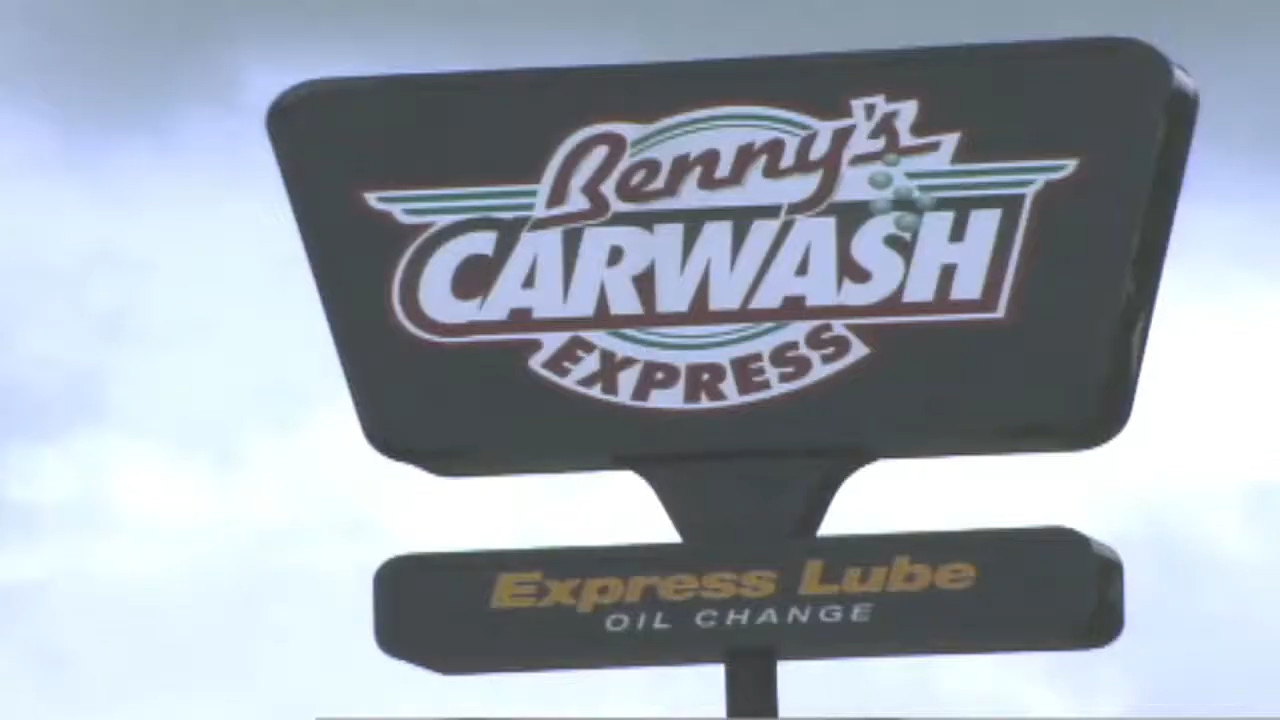 Benny's
CARWASH
EXPRESS
Express Lube
OIL CHANGE